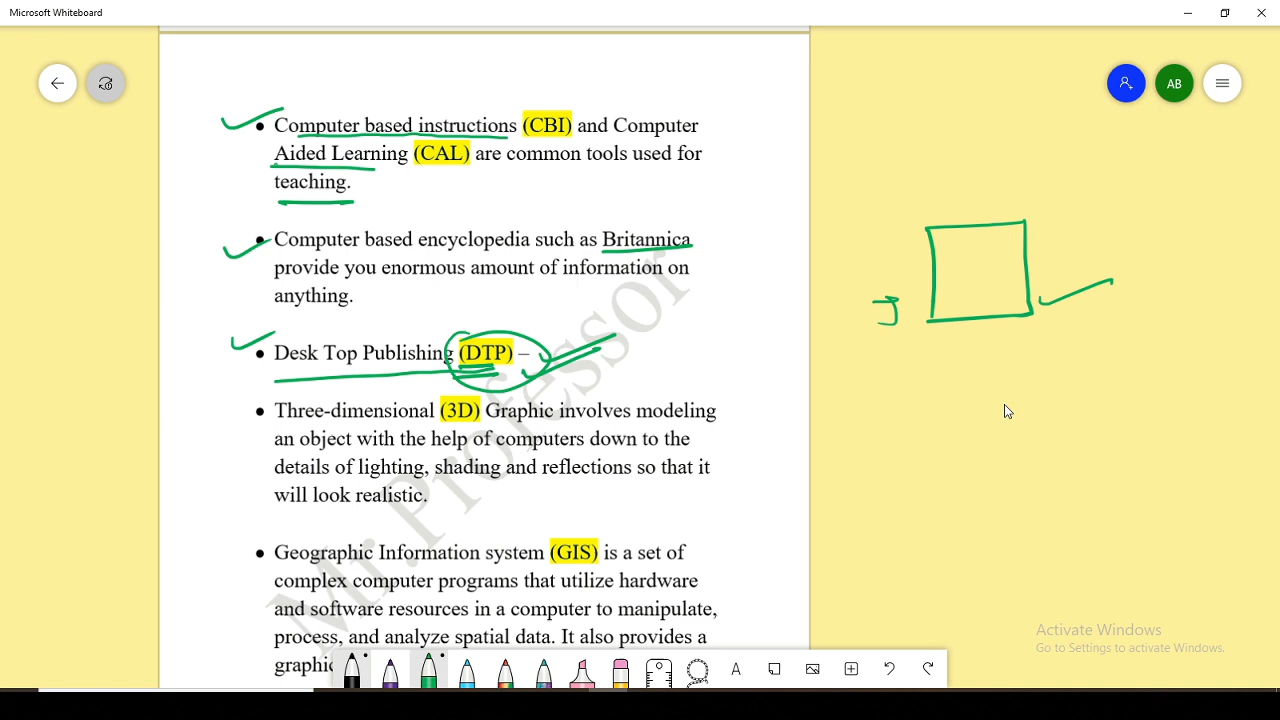 Microsoft Whiteboard
AB
Computer based instructions (CBI) and Computer
Aided Learning (CAL) are common tools used for
teaching.
Computer based encyclopedia such as Britannica
provide you enormous amount of information on
anything.
Desk Top Publishing (DTP) –
Three-dimensional (3D) Graphic involves modeling
an object with the help of computers down to the
details of lighting, shading and reflections so that it
will look realistic.
Geographic Information system (GIS) is a set of
complex computer programs that utilize hardware
and software resources in a computer to manipulate,
process, and analyze spatial data. It also provides a
Mr. Professor
Activate Windows
Go to Settings to activate Windows.
A